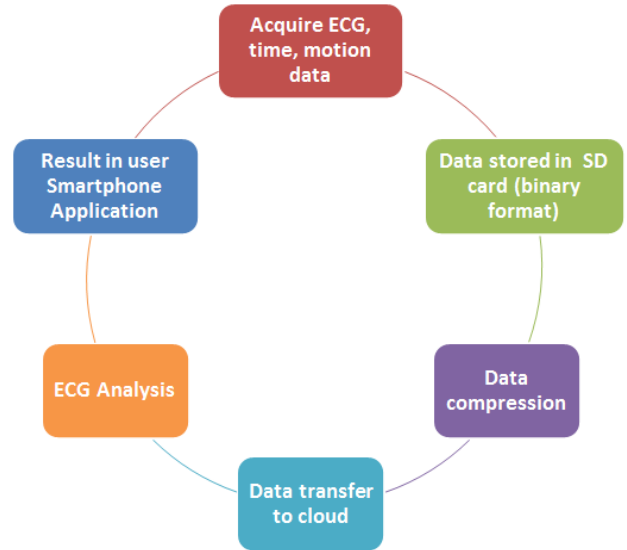 Acquire ECG,
time, motion
data
Data stored in SD
card (binary
format)
Data
compression
Data transfer
to cloud
ECG Analysis
Result in user
Smartphone
Application